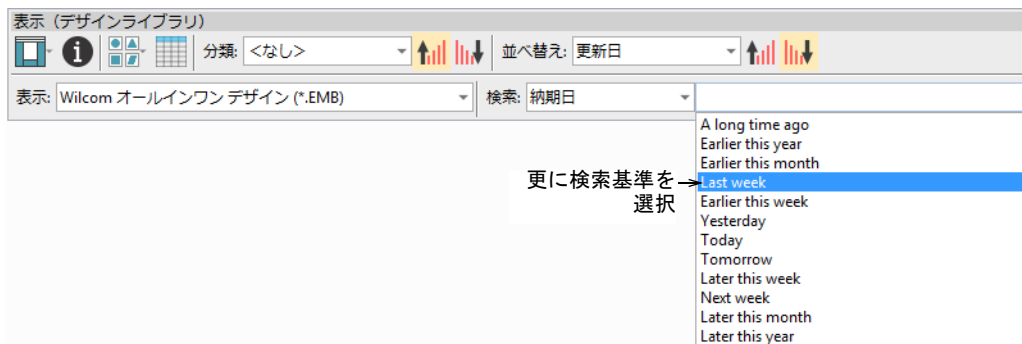 表示（デザインライブラリ）
分類: <なし> 並べ替え: 更新日
表示: Wilcom オールインワン デザイン (*.EMB) 検索: 納期日
A long time ago
Earlier this year
Earlier this month
更に検索基準を
選択
Last week
Earlier this week
Yesterday
Today
Tomorrow
Later this week
Next week
Later this month
Later this year